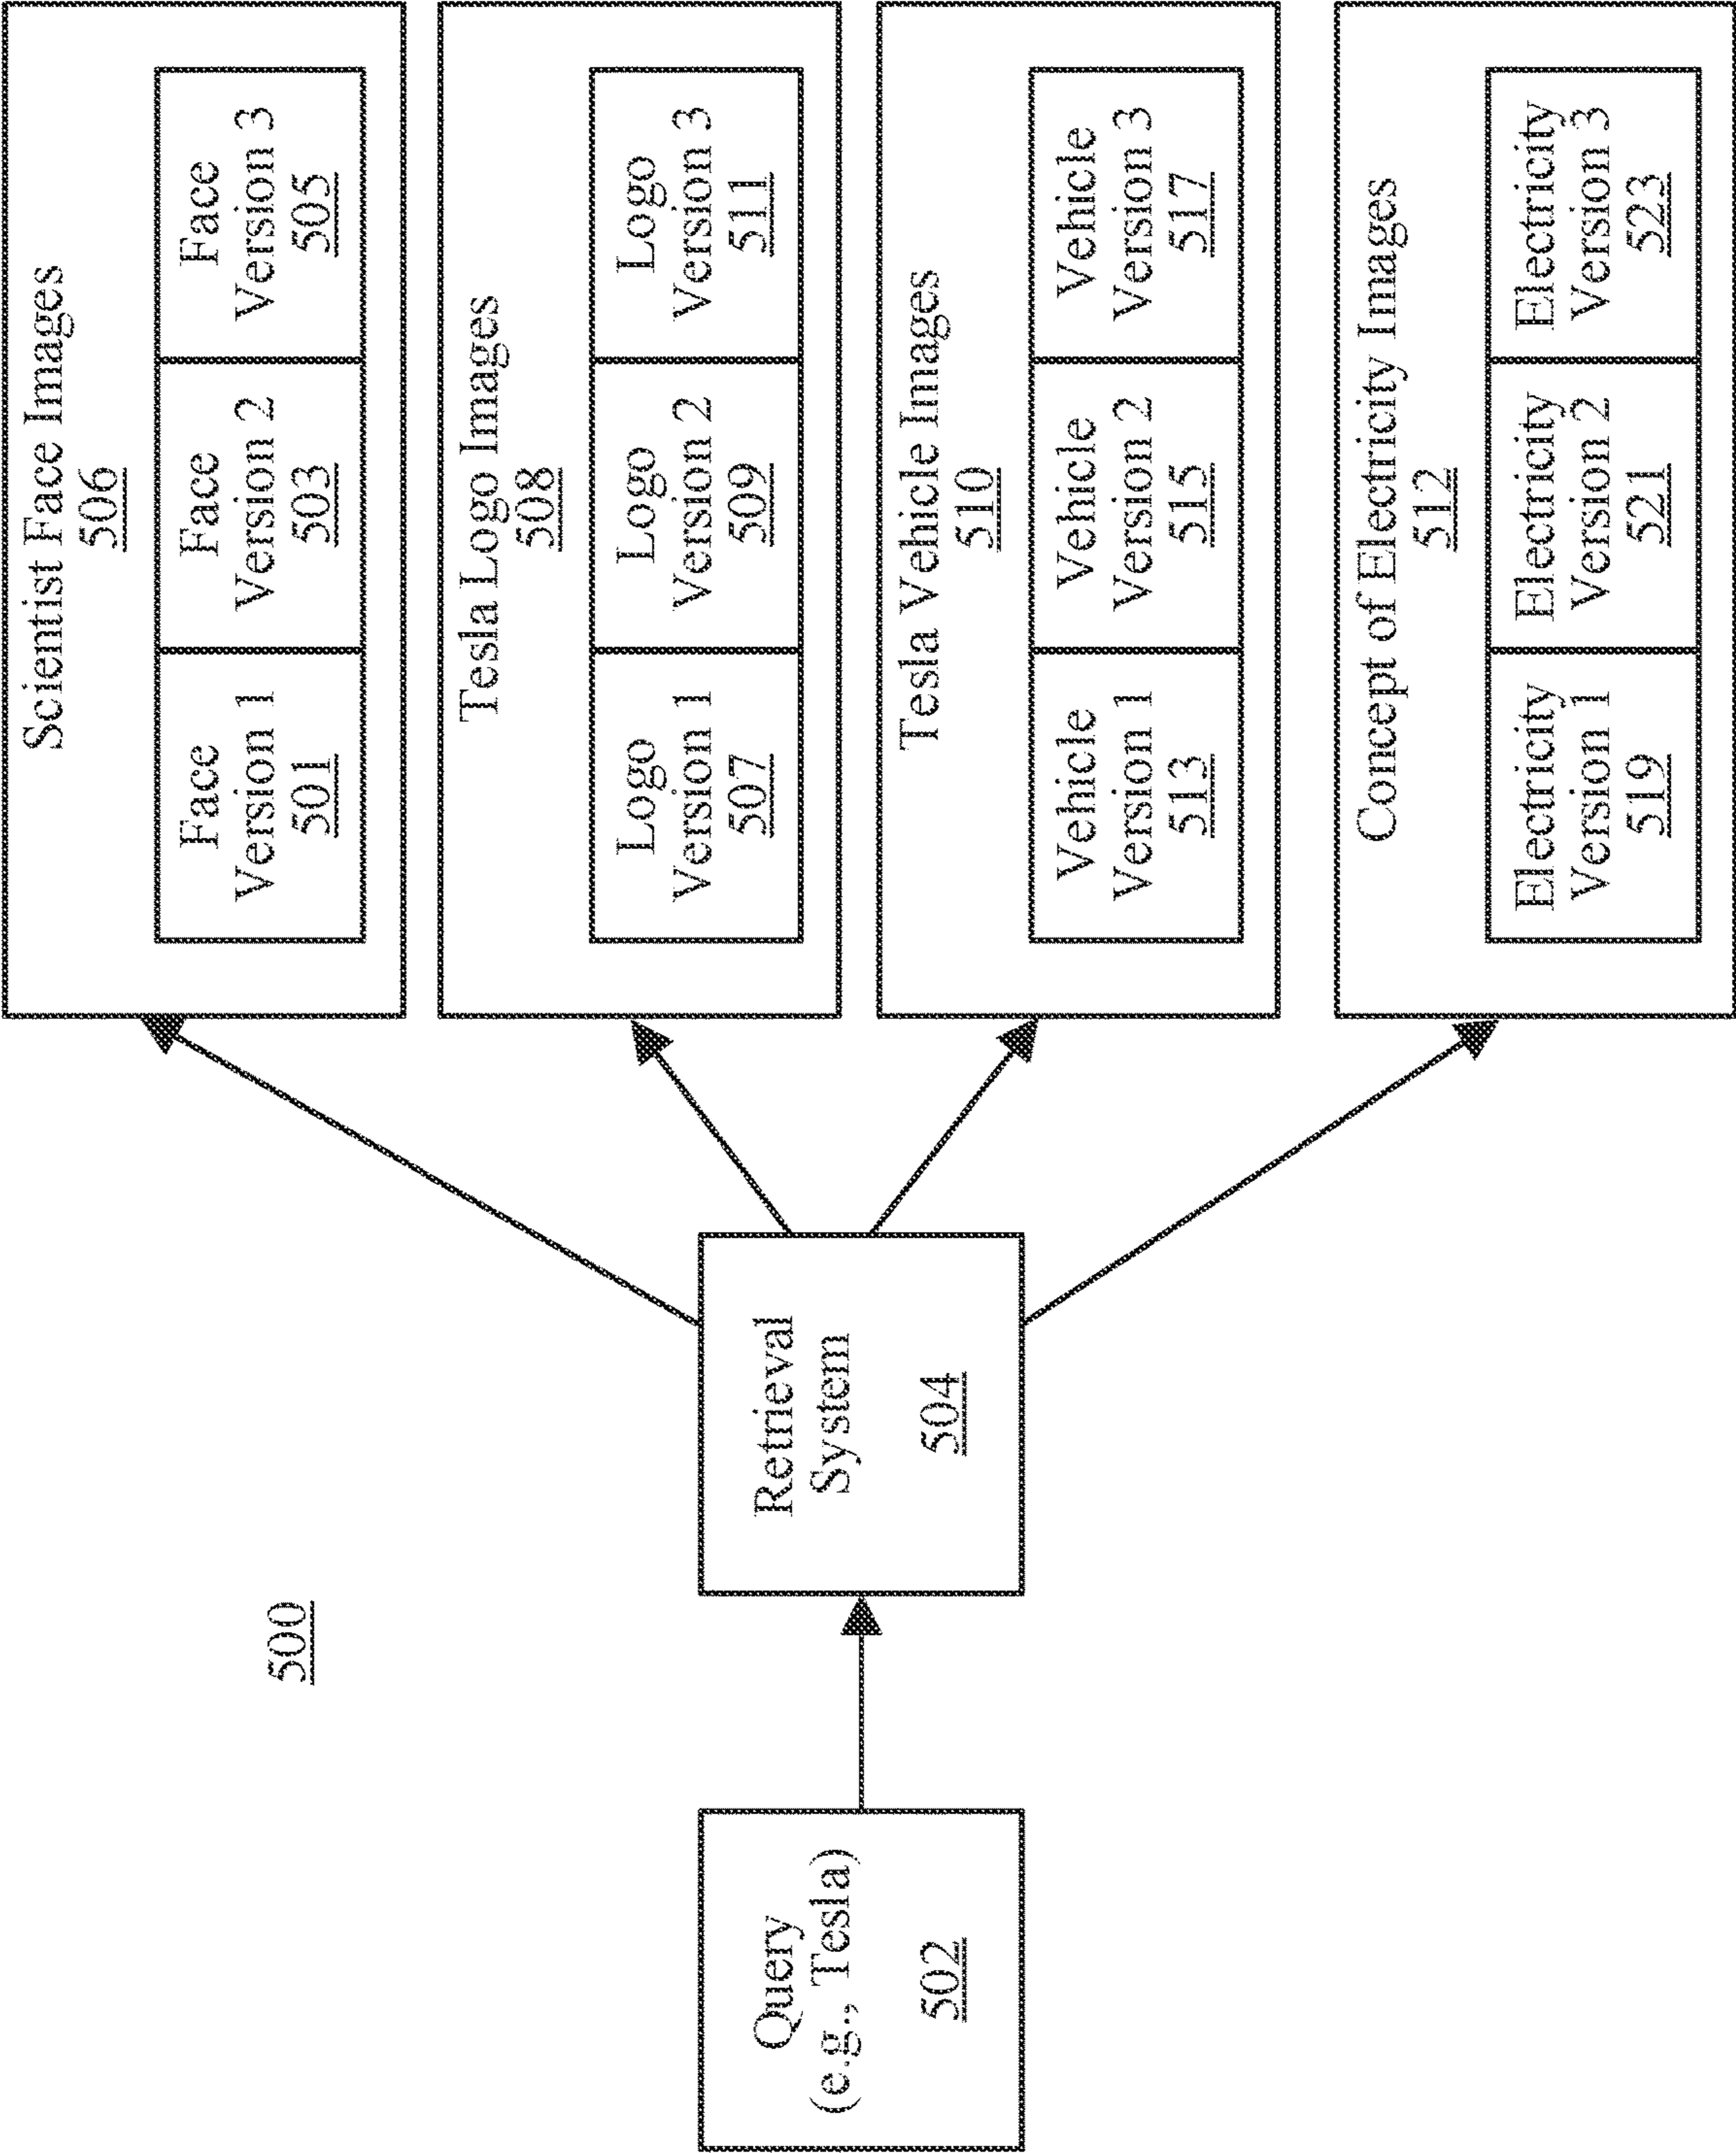 500
Query
(e.g., Tesla)
502
Retrieval
System
504
Scientist Face Images
506
Face
Version 1
501
Face
Version 2
503
Face
Version 3
505
Tesla Logo Images
508
Logo
Version 1
507
Logo
Version 2
509
Logo
Version 3
511
Tesla Vehicle Images
510
Vehicle
Version 1
513
Vehicle
Version 2
515
Vehicle
Version 3
517
Concept of Electricity Images
512
Electricity
Version 1
519
Electricity
Version 2
521
Electricity
Version 3
523